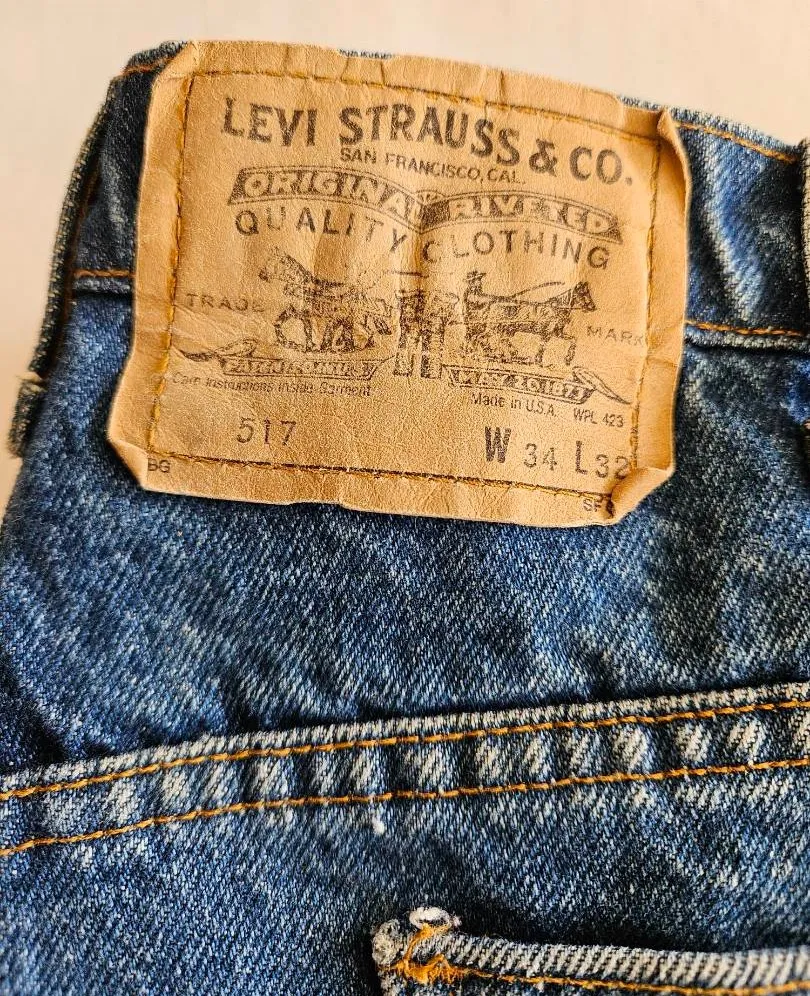 LEVI STRAUSS & CO.
SAN FRANCISCO, CAL.
ORIGINAL RIVETED
QUALITY CLOTHING
TRADE MARK
MAY 20, 1873
Care Instructions Inside Garment
Made in U.S.A. WPL 423
517 W 34 L 32
BG SF